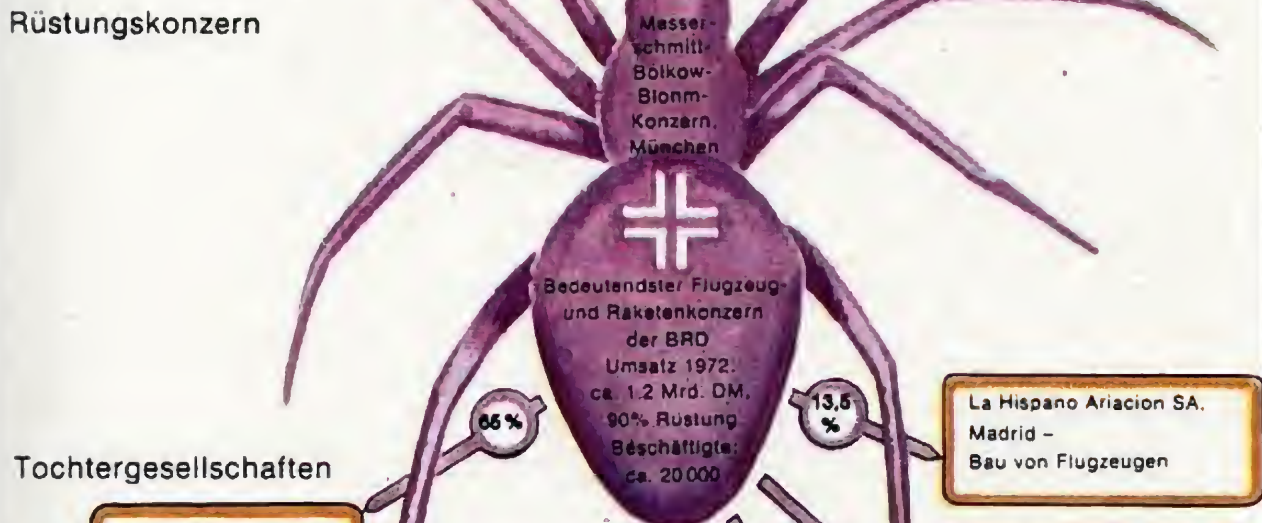 Rüstungskonzern
Messer-
schmitt-
Bölkow-
Blohm-
Konzern,
München
Bedeutendster Flugzeug-
und Raketenkonzern
der BRD
Umsatz 1972:
ca. 1.2 Mrd. DM,
90% Rüstung
Beschäftigte:
ca. 20 000
65 %
13,5
%
La Hispano Ariacion SA,
Madrid –
Bau von Flugzeugen
Tochtergesellschaften